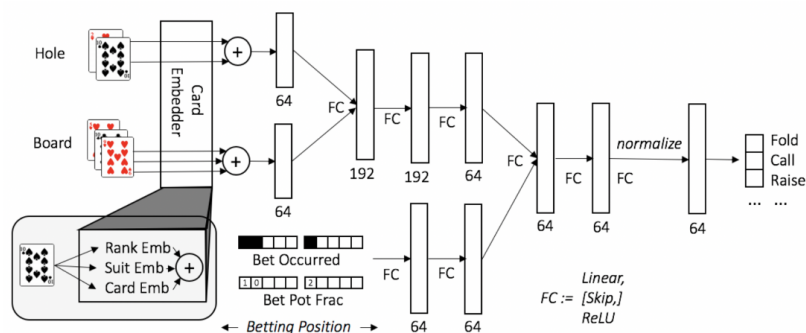 Hole
Board
Card
Embedder
+
+
64
64
FC
192
FC
192
FC
64
FC
64
FC
64
FC
normalize
64
Fold
Call
Raise
... ...
Rank Emb
Suit Emb
Card Emb
+
Bet Occurred
1 0 2
Bet Pot Frac
Betting Position
FC
64
FC
64
Linear,
FC := [Skip,]
ReLU